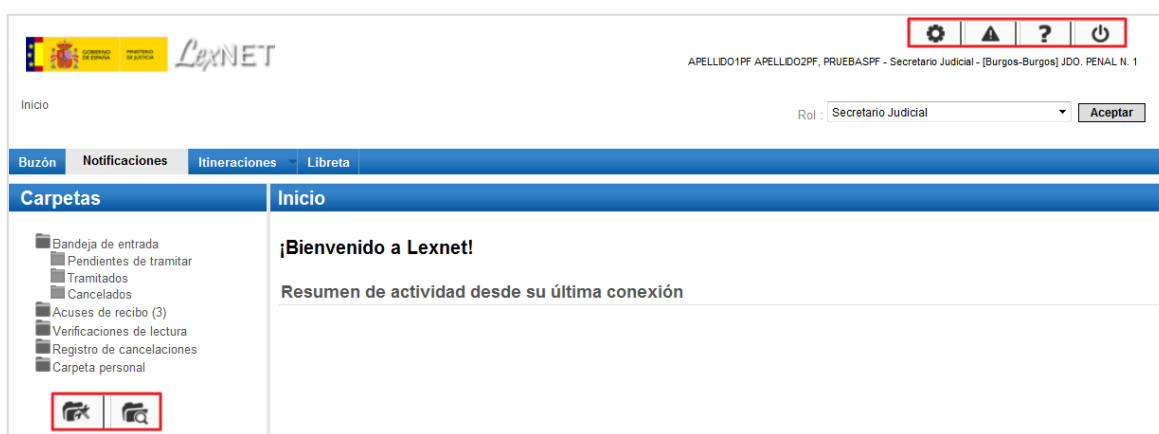 GOBIERNO DE ESPAÑA MINISTERIO DE JUSTICIA
LexNET
?
APELLIDO1PF APELLIDO2PF, PRUEBASPF - Secretario Judicial - [Burgos-Burgos] JDO. PENAL N. 1
Inicio
Rol : Secretario Judicial Aceptar
Buzón Notificaciones Itineraciones Libreta
Carpetas
Inicio
Bandeja de entrada
Pendientes de tramitar
Tramitados
Cancelados
Acuses de recibo (3)
Verificaciones de lectura
Registro de cancelaciones
Carpeta personal
¡Bienvenido a Lexnet!
Resumen de actividad desde su última conexión